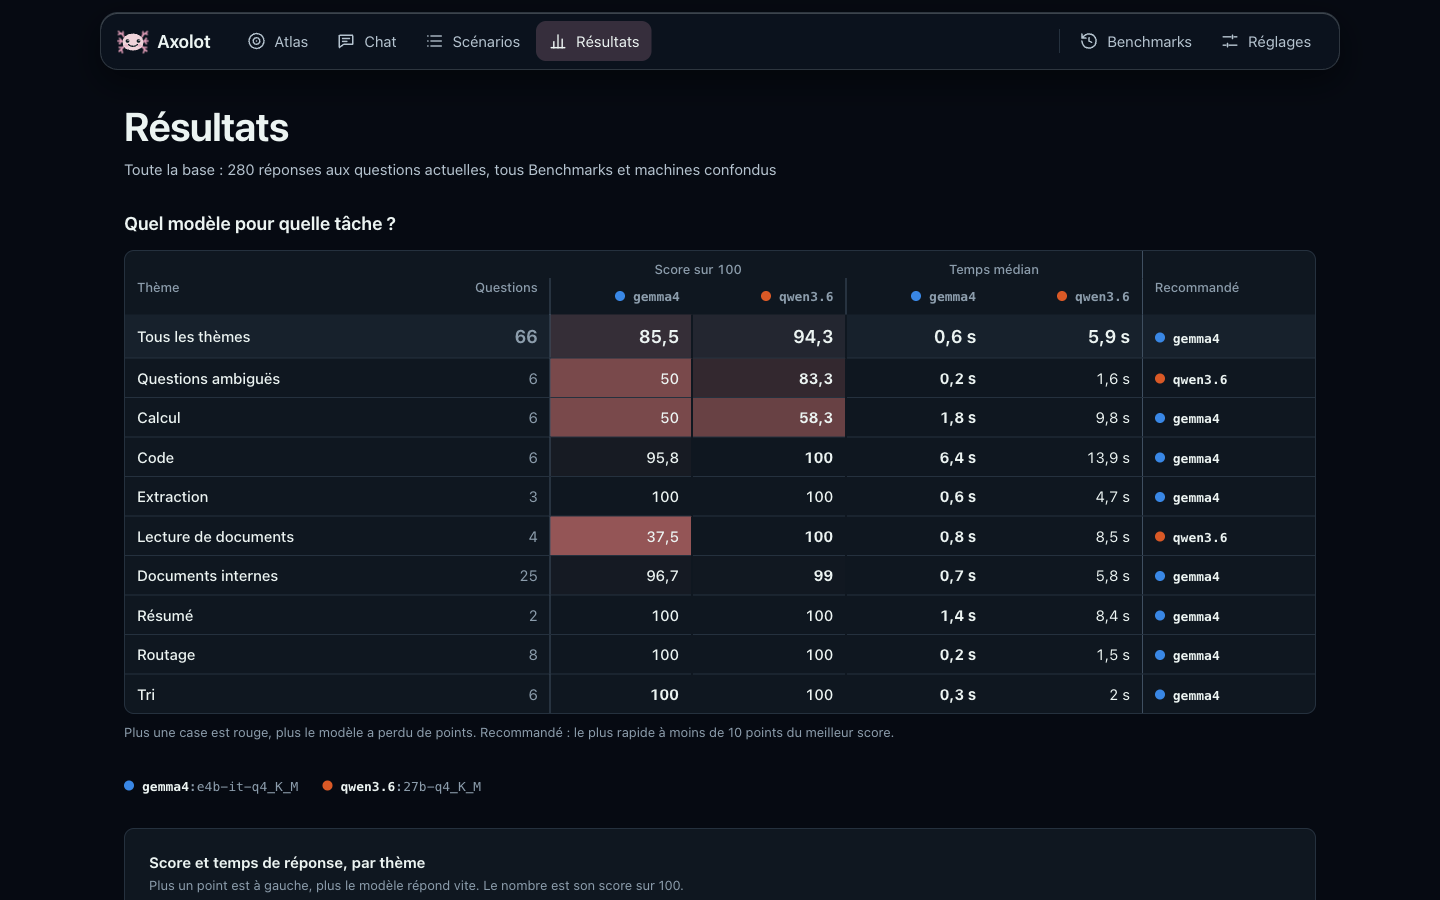 Axolot Atlas Chat Scénarios Résultats Benchmarks Réglages
Résultats
Toute la base : 280 réponses aux questions actuelles, tous Benchmarks et machines confondus
Quel modèle pour quelle tâche ?
Score sur 100 Temps médian
Thème Questions Recommandé
gemma4 qwen3.6 gemma4 qwen3.6
Tous les thèmes 66 85,5 94,3 0,6 s 5,9 s gemma4
Questions ambiguës 6 50 83,3 0,2 s 1,6 s qwen3.6
Calcul 6 50 58,3 1,8 s 9,8 s gemma4
Code 6 95,8 100 6,4 s 13,9 s gemma4
Extraction 3 100 100 0,6 s 4,7 s gemma4
Lecture de documents 4 37,5 100 0,8 s 8,5 s qwen3.6
Documents internes 25 96,7 99 0,7 s 5,8 s gemma4
Résumé 2 100 100 1,4 s 8,4 s gemma4
Routage 8 100 100 0,2 s 1,5 s gemma4
Tri 6 100 100 0,3 s 2 s gemma4
Plus une case est rouge, plus le modèle a perdu de points. Recommandé : le plus rapide à moins de 10 points du meilleur score.
gemma4:e4b-it-q4_K_M qwen3.6:27b-q4_K_M
Score et temps de réponse, par thème
Plus un point est à gauche, plus le modèle répond vite. Le nombre est son score sur 100.